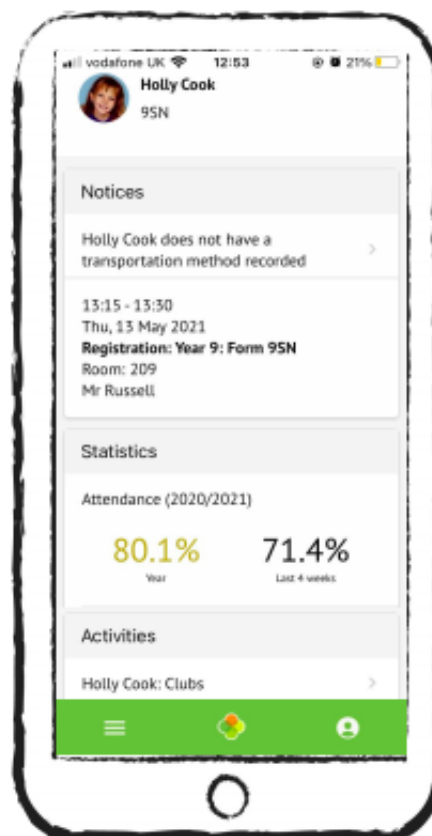 vodafone UK 12:53 21%
Holly Cook
9SN
Notices
Holly Cook does not have a
transportation method recorded
13:15 - 13:30
Thu, 13 May 2021
Registration: Year 9: Form 9SN
Room: 209
Mr Russell
Statistics
Attendance (2020/2021)
80.1% 71.4%
Year Last 4 weeks
Activities
Holly Cook: Clubs